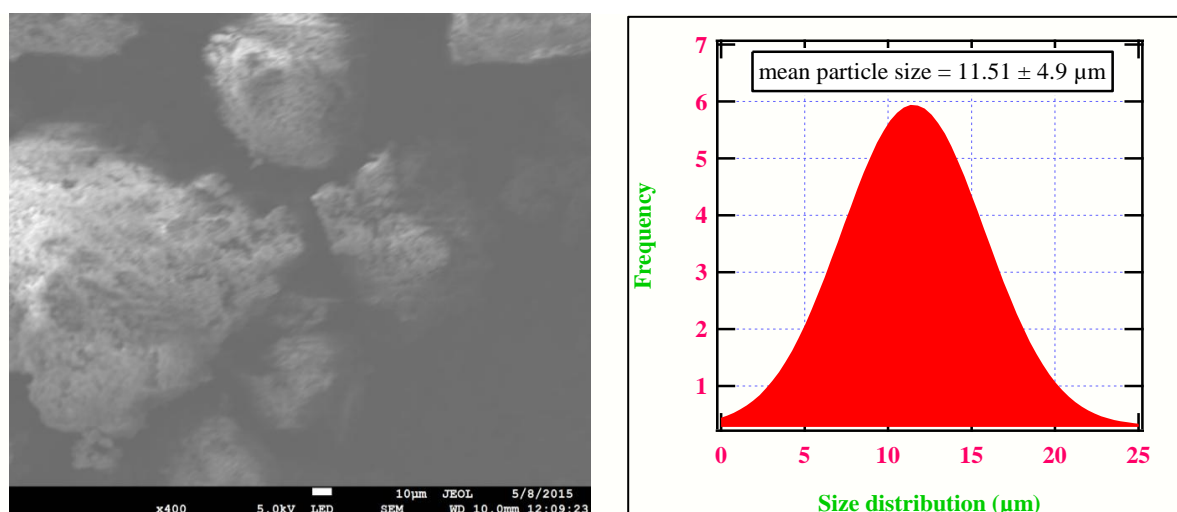 10µm JEOL 5/8/2015
x400 5.0kV LED SEM WD 10.0mm 12:09:23
mean particle size = 11.51 ± 4.9 µm
7
6
5
4
3
2
1
Frequency
0 5 10 15 20 25
Size distribution (µm)